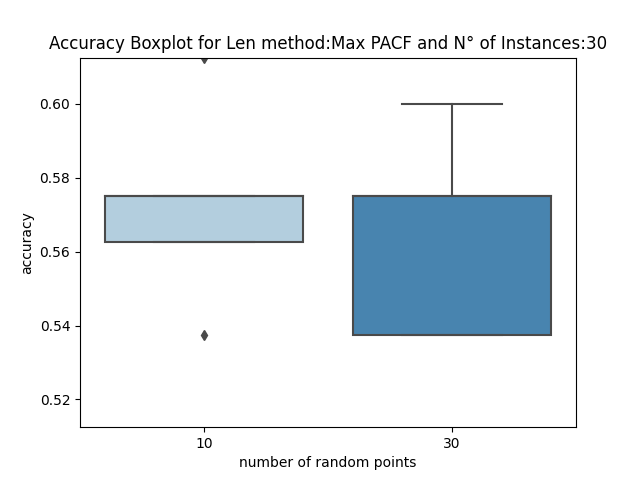 Accuracy Boxplot for Len method:Max PACF and N° of Instances:30
0.60
0.58
0.56
0.54
0.52
accuracy
10 30
number of random points